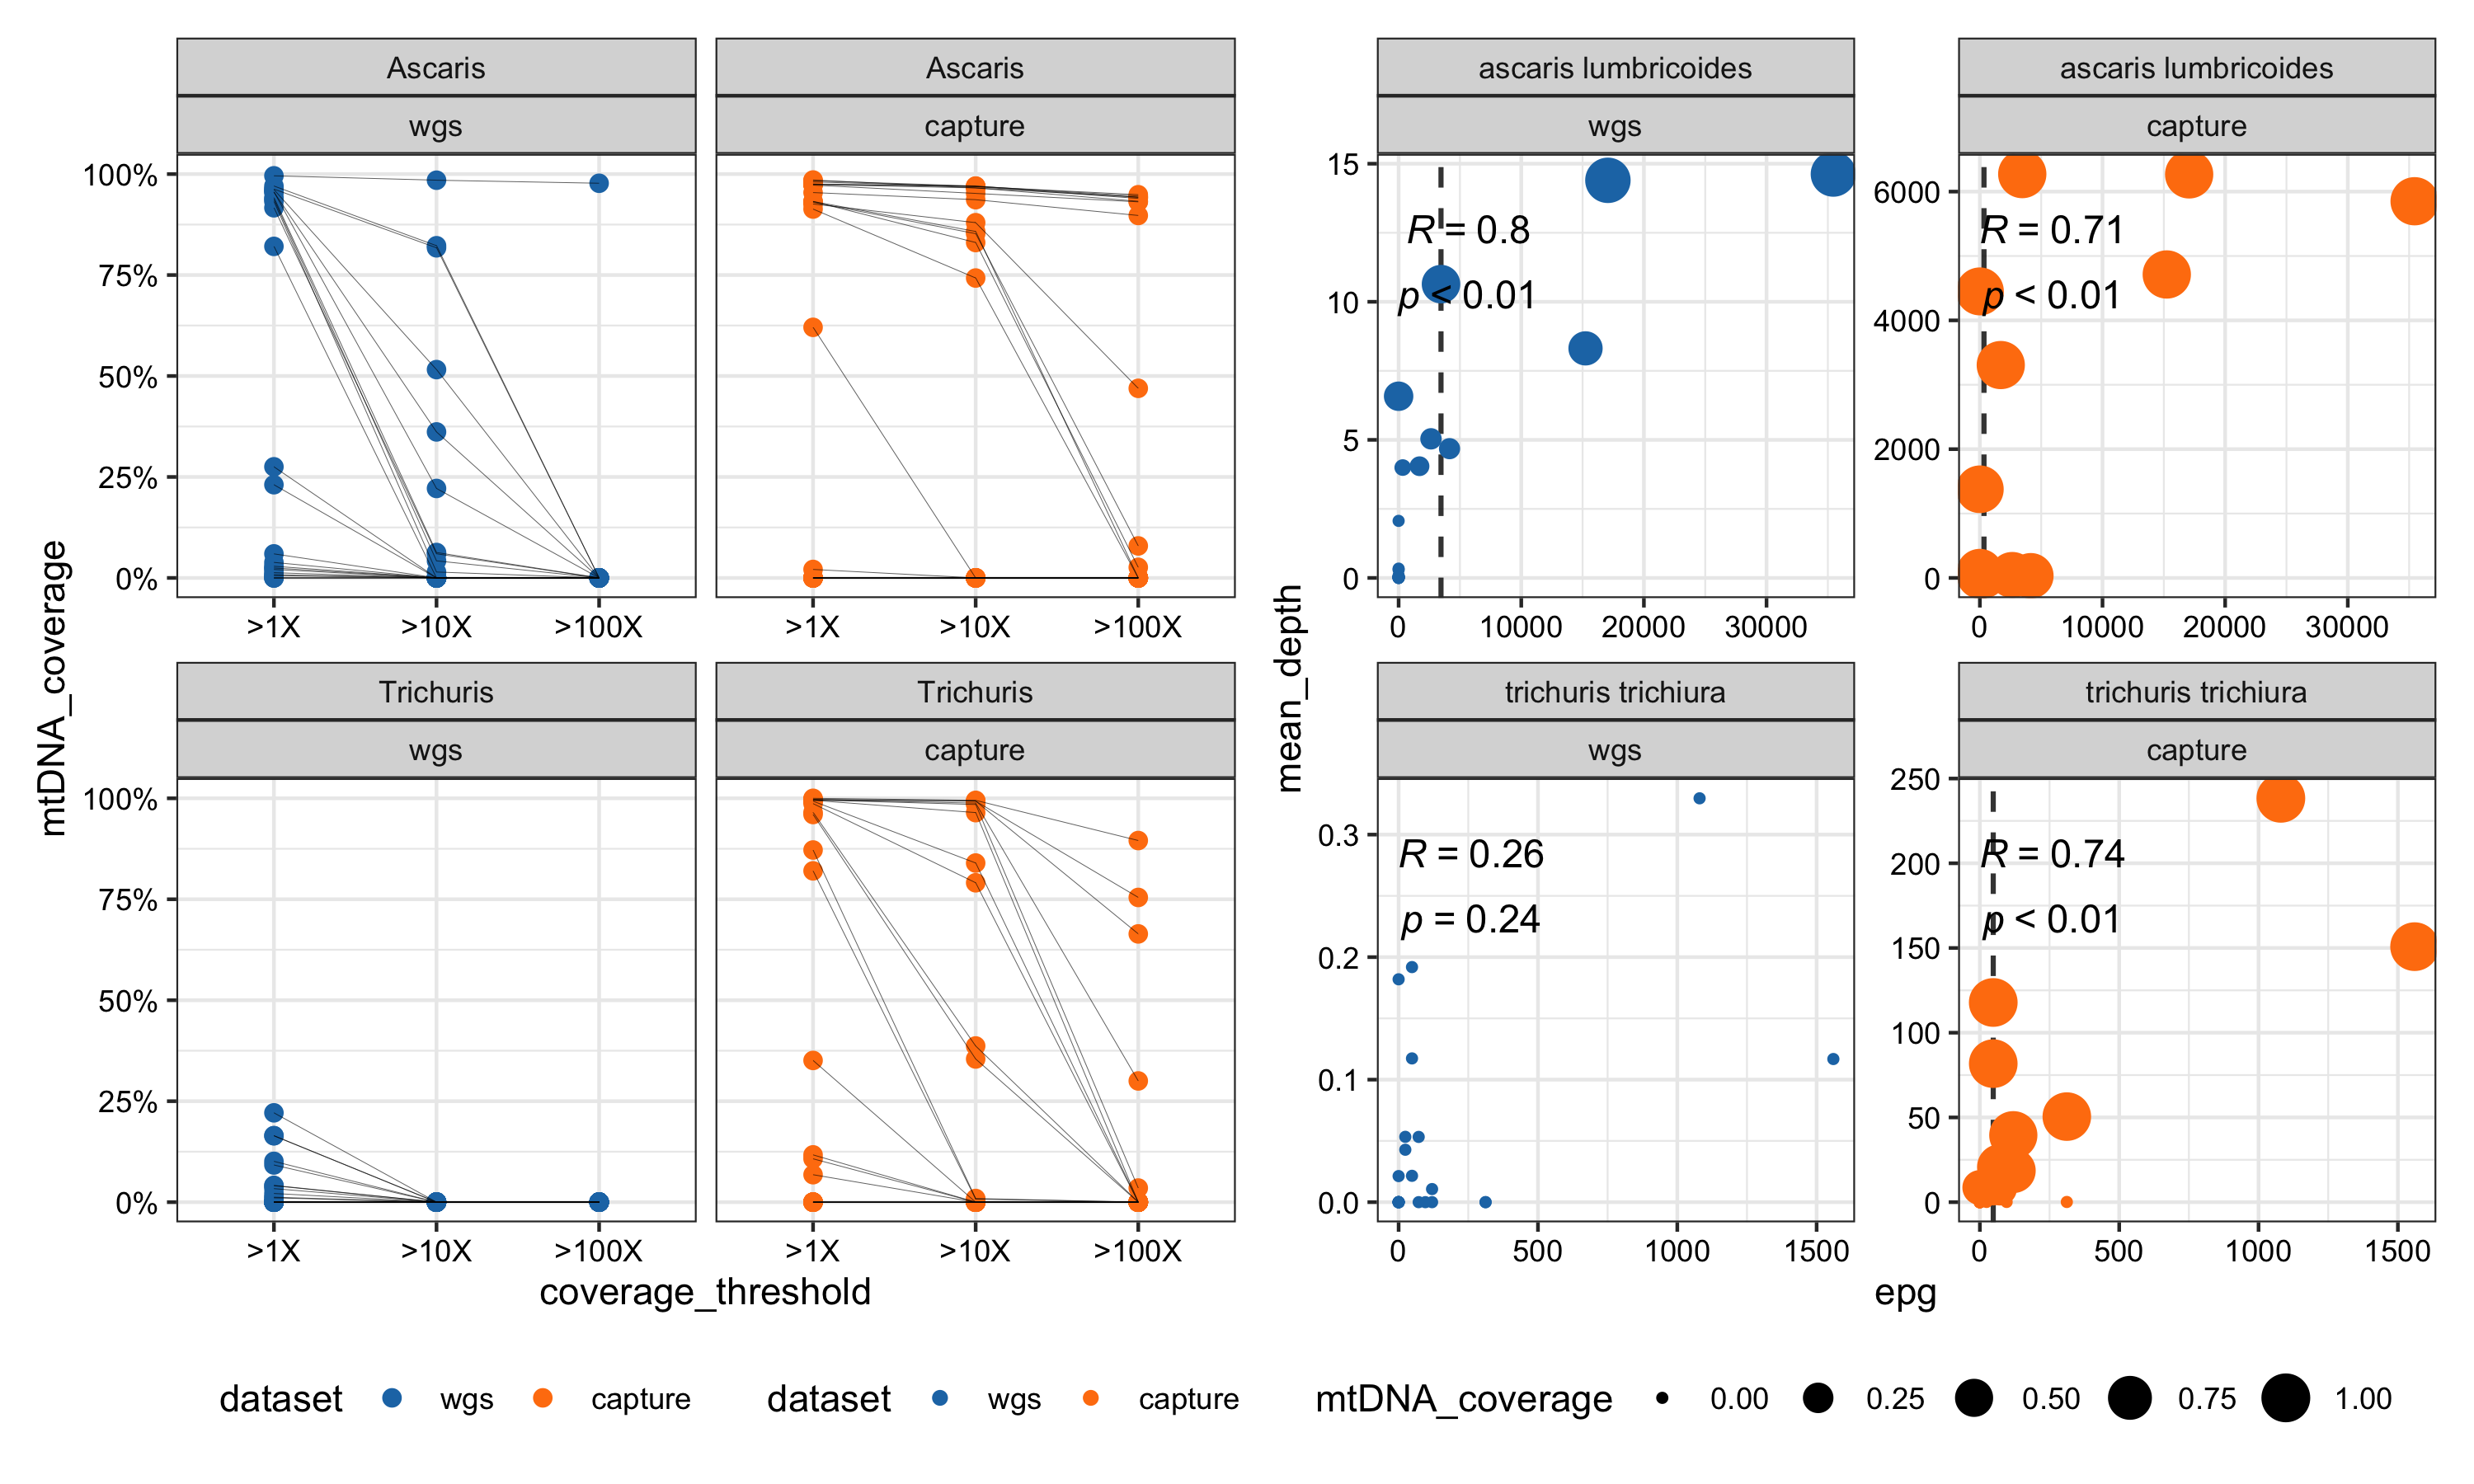 Ascaris
wgs
Ascaris
capture
ascaris lumbricoides
wgs
ascaris lumbricoides
capture
mtDNA_coverage
100%
75%
50%
25%
0%
>1X >10X >100X
>1X >10X >100X
mean_depth
15
10
5
0
R = 0.8
p < 0.01
0 10000 20000 30000
6000
4000
2000
0
R = 0.71
p < 0.01
0 10000 20000 30000
Trichuris
wgs
Trichuris
capture
trichuris trichiura
wgs
trichuris trichiura
capture
100%
75%
50%
25%
0%
>1X >10X >100X
>1X >10X >100X
coverage_threshold
0.3
0.2
0.1
0.0
R = 0.26
p = 0.24
0 500 1000 1500
250
200
150
100
50
0
R = 0.74
p < 0.01
0 500 1000 1500
epg
dataset wgs capture
dataset wgs capture
mtDNA_coverage 0.00 0.25 0.50 0.75 1.00